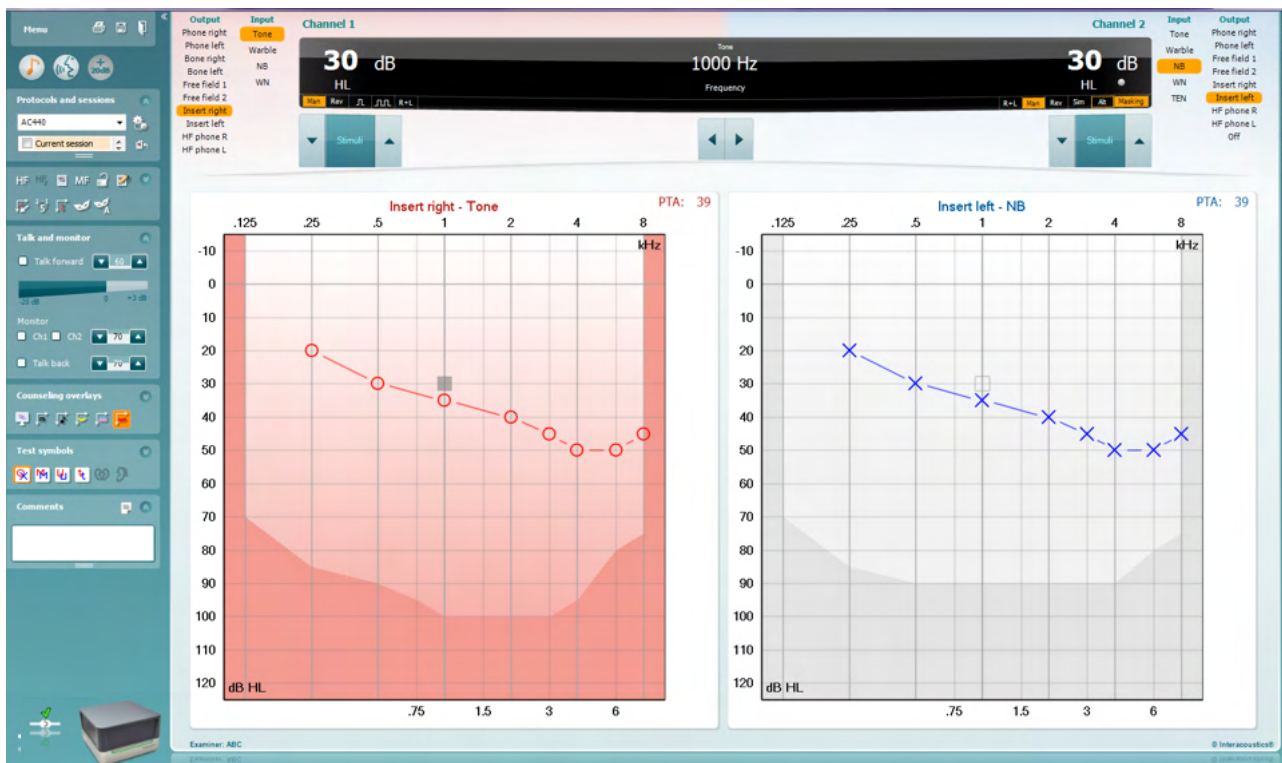 Menu
Protocols and sessions
AC440
Current session
HF
MF
Talk and monitor
Talk forward 60
-20 dB 0 +3 dB
Monitor
Ch1 Ch2 70
Talk back 70
Counseling overlays
Test symbols
Comments
Output
Phone right
Phone left
Bone right
Bone left
Free field 1
Free field 2
Insert right
Insert left
HF phone R
HF phone L
Input
Tone
Warble
NB
WN
Channel 1
Channel 2
30 dB
HL
Tone
1000 Hz
Frequency
30 dB
HL
Man Rev R+L
R+L Man Rev Sim Alt Masking
Stimuli
Stimuli
Input
Tone
Warble
NB
WN
TEN
Output
Phone right
Phone left
Free field 1
Free field 2
Insert right
Insert left
HF phone R
HF phone L
Off
Insert right - Tone
PTA: 39
.125 .25 .5 1 2 4 8
kHz
-10
0
10
20
30
40
50
60
70
80
90
100
110
120
dB HL
.75 1.5 3 6
Insert left - NB
PTA: 39
.125 .25 .5 1 2 4 8
kHz
-10
0
10
20
30
40
50
60
70
80
90
100
110
120
dB HL
.75 1.5 3 6
Examiner: ABC
© Interacoustics®